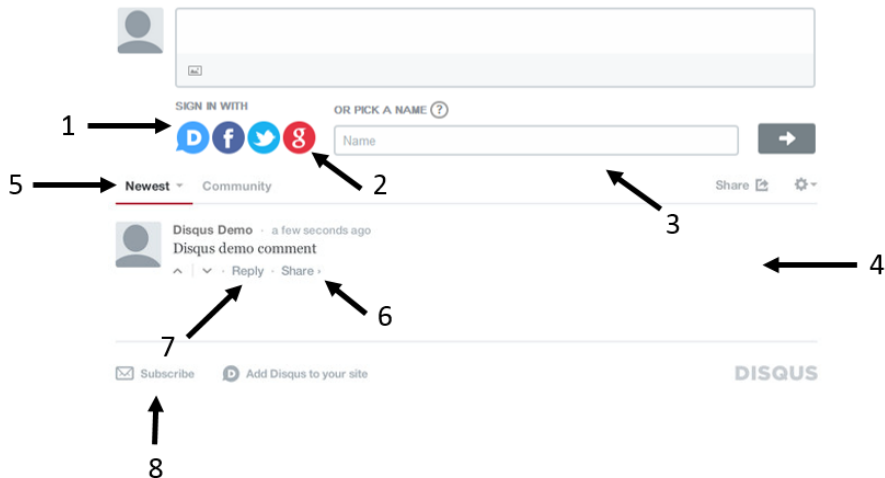 SIGN IN WITH
OR PICK A NAME ?
1
D f g
Name
2
5
Newest Community
Share
3
Disqus Demo · a few seconds ago
Disqus demo comment
4
· Reply · Share ›
6
7
Subscribe D Add Disqus to your site
DISQUS
8